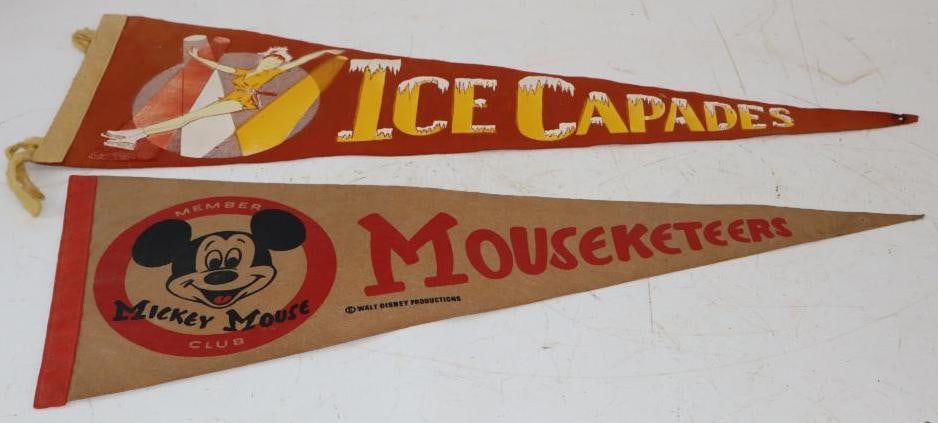 ICE CAPADES
MEMBER
MICKEY MOUSE
CLUB
MOUSEKETEERS
© WALT DISNEY PRODUCTIONS